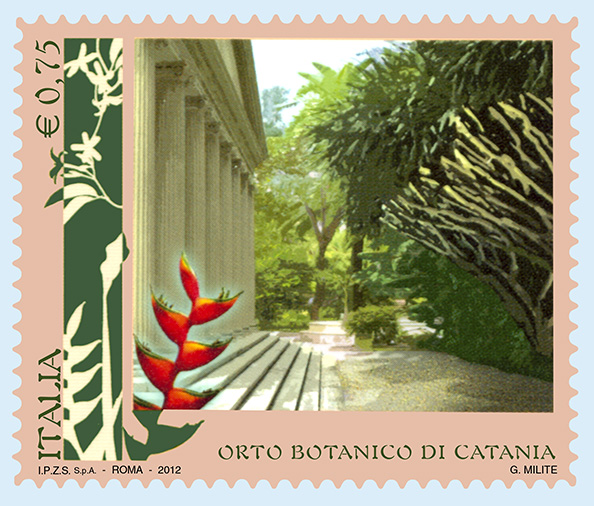 € 0,75
ITALIA
ORTO BOTANICO DI CATANIA
I.P.Z.S. S.p.A. - ROMA - 2012
G. MILITE